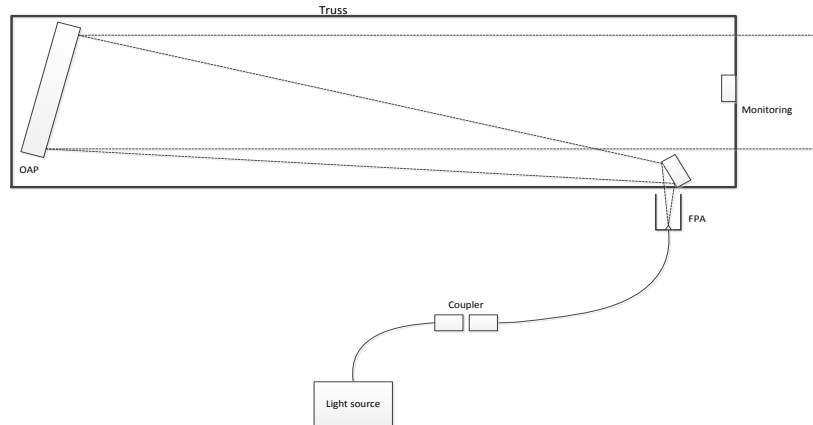 Truss
Monitoring
OAP
FPA
Coupler
Light source